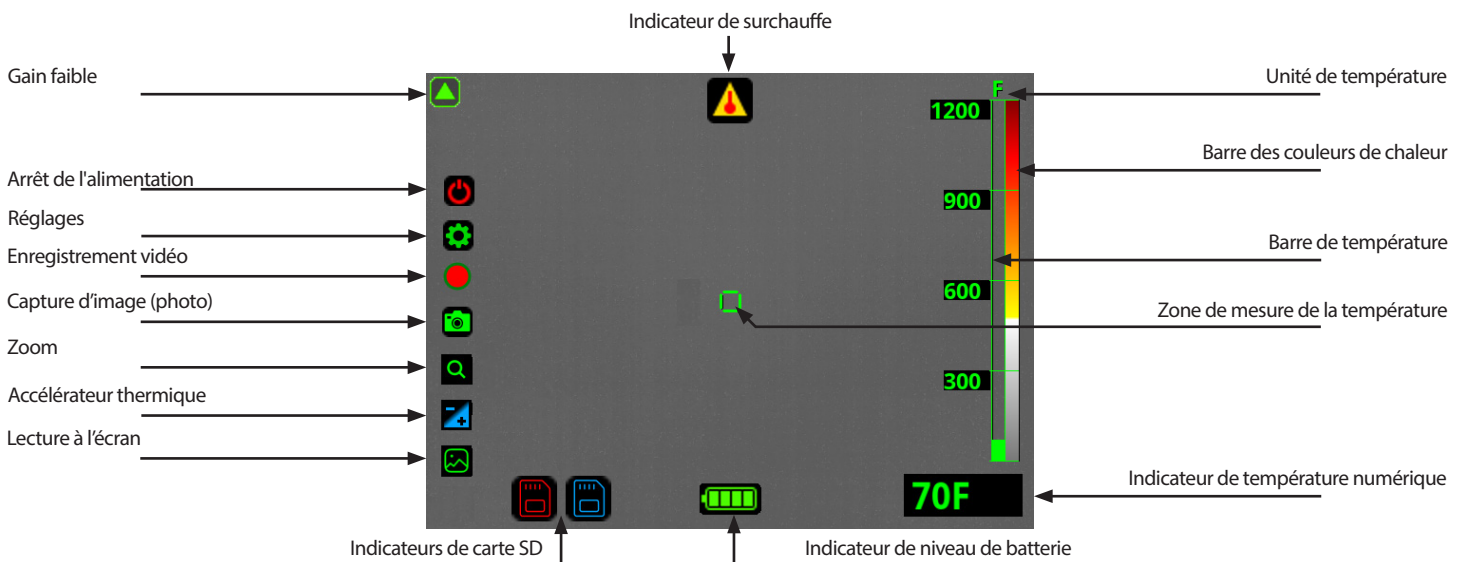 Indicateur de surchauffe
Gain faible
Unité de température
F
1200
Barre des couleurs de chaleur
Arrêt de l'alimentation
900
Réglages
Barre de température
Enregistrement vidéo
600
Capture d’image (photo)
Zone de mesure de la température
Zoom
300
Accélérateur thermique
Lecture à l’écran
Indicateur de température numérique
70F
Indicateurs de carte SD
Indicateur de niveau de batterie